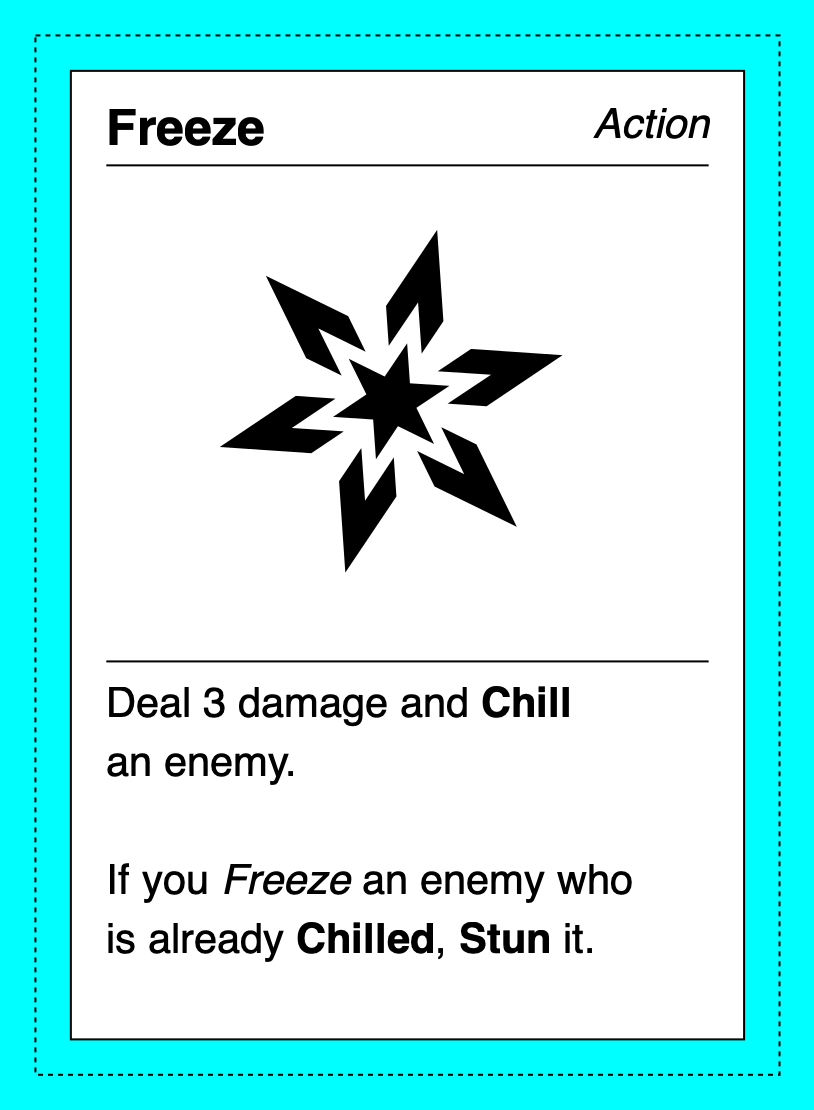 Freeze
Action
Deal 3 damage and Chill
an enemy.
If you Freeze an enemy who
is already Chilled, Stun it.